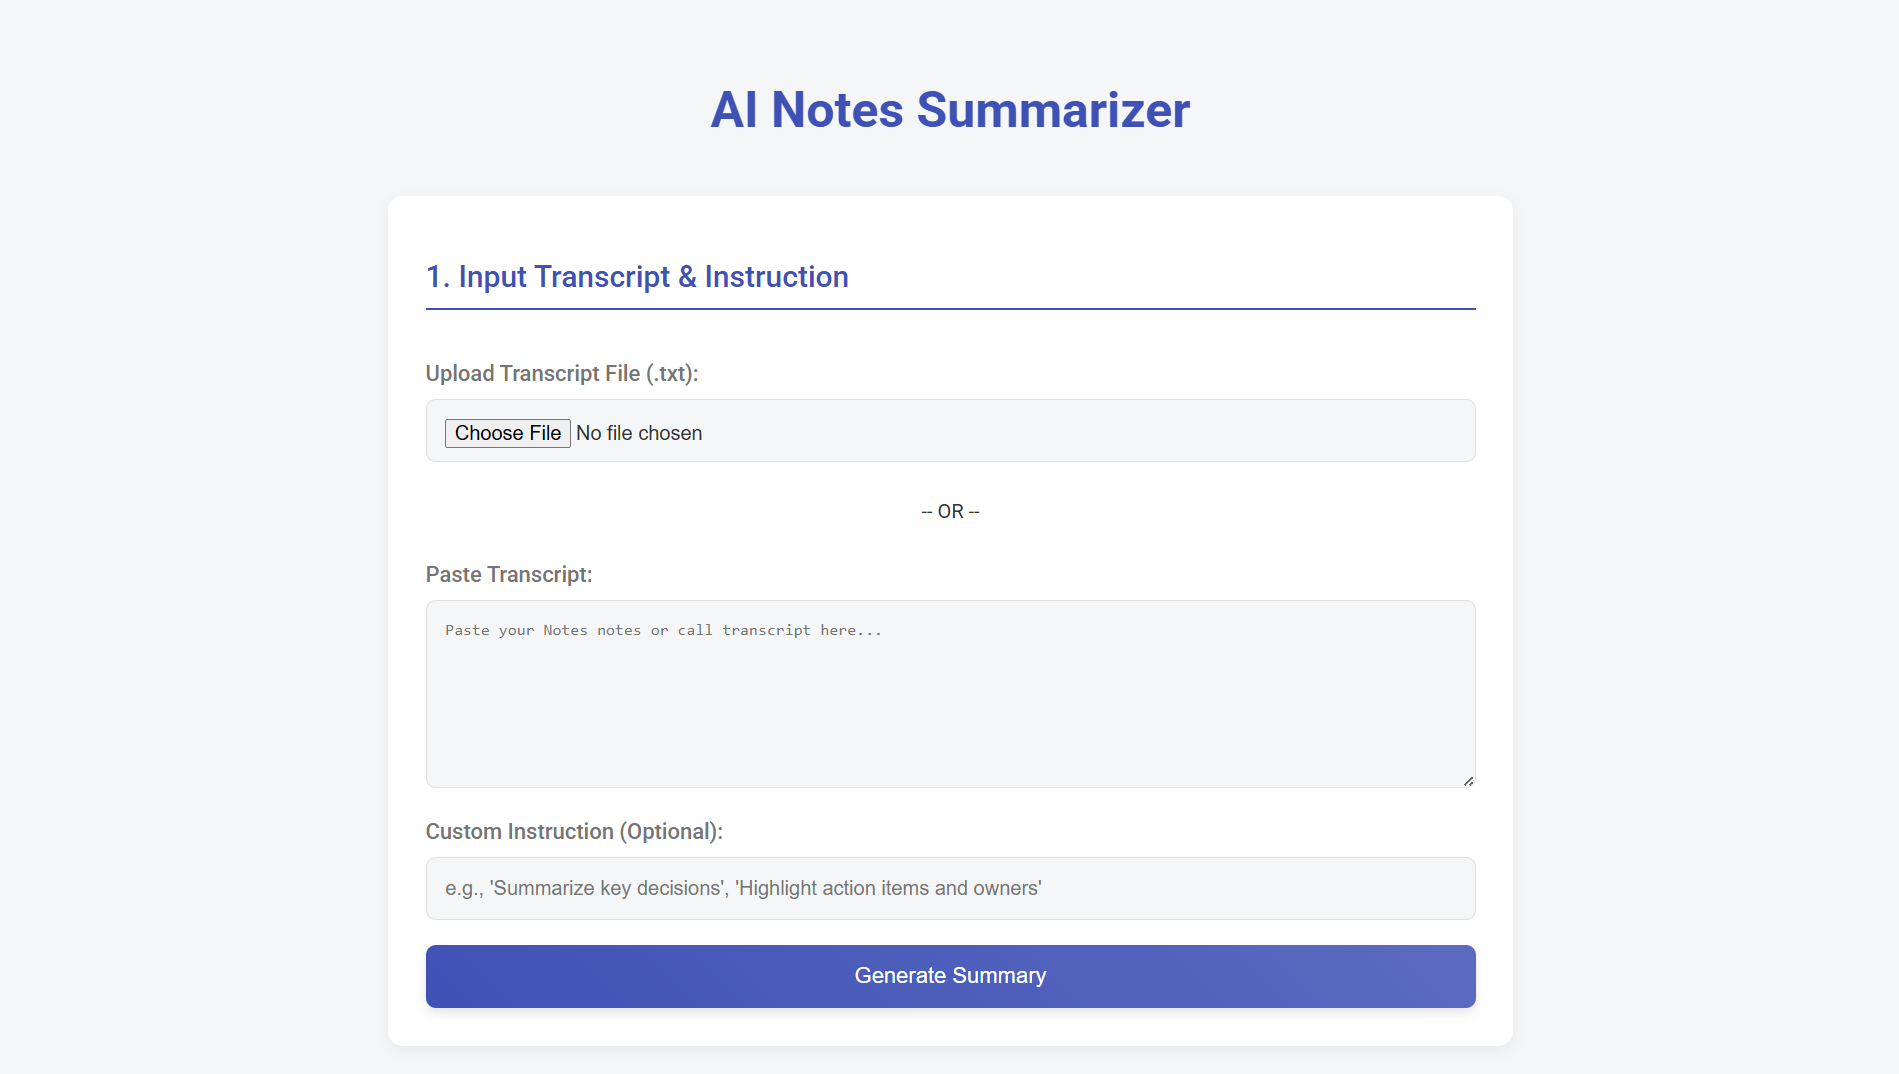 AI Notes Summarizer
1. Input Transcript & Instruction
Upload Transcript File (.txt):
Choose File No file chosen
-- OR --
Paste Transcript:
Paste your Notes notes or call transcript here...
Custom Instruction (Optional):
e.g., 'Summarize key decisions', 'Highlight action items and owners'
Generate Summary